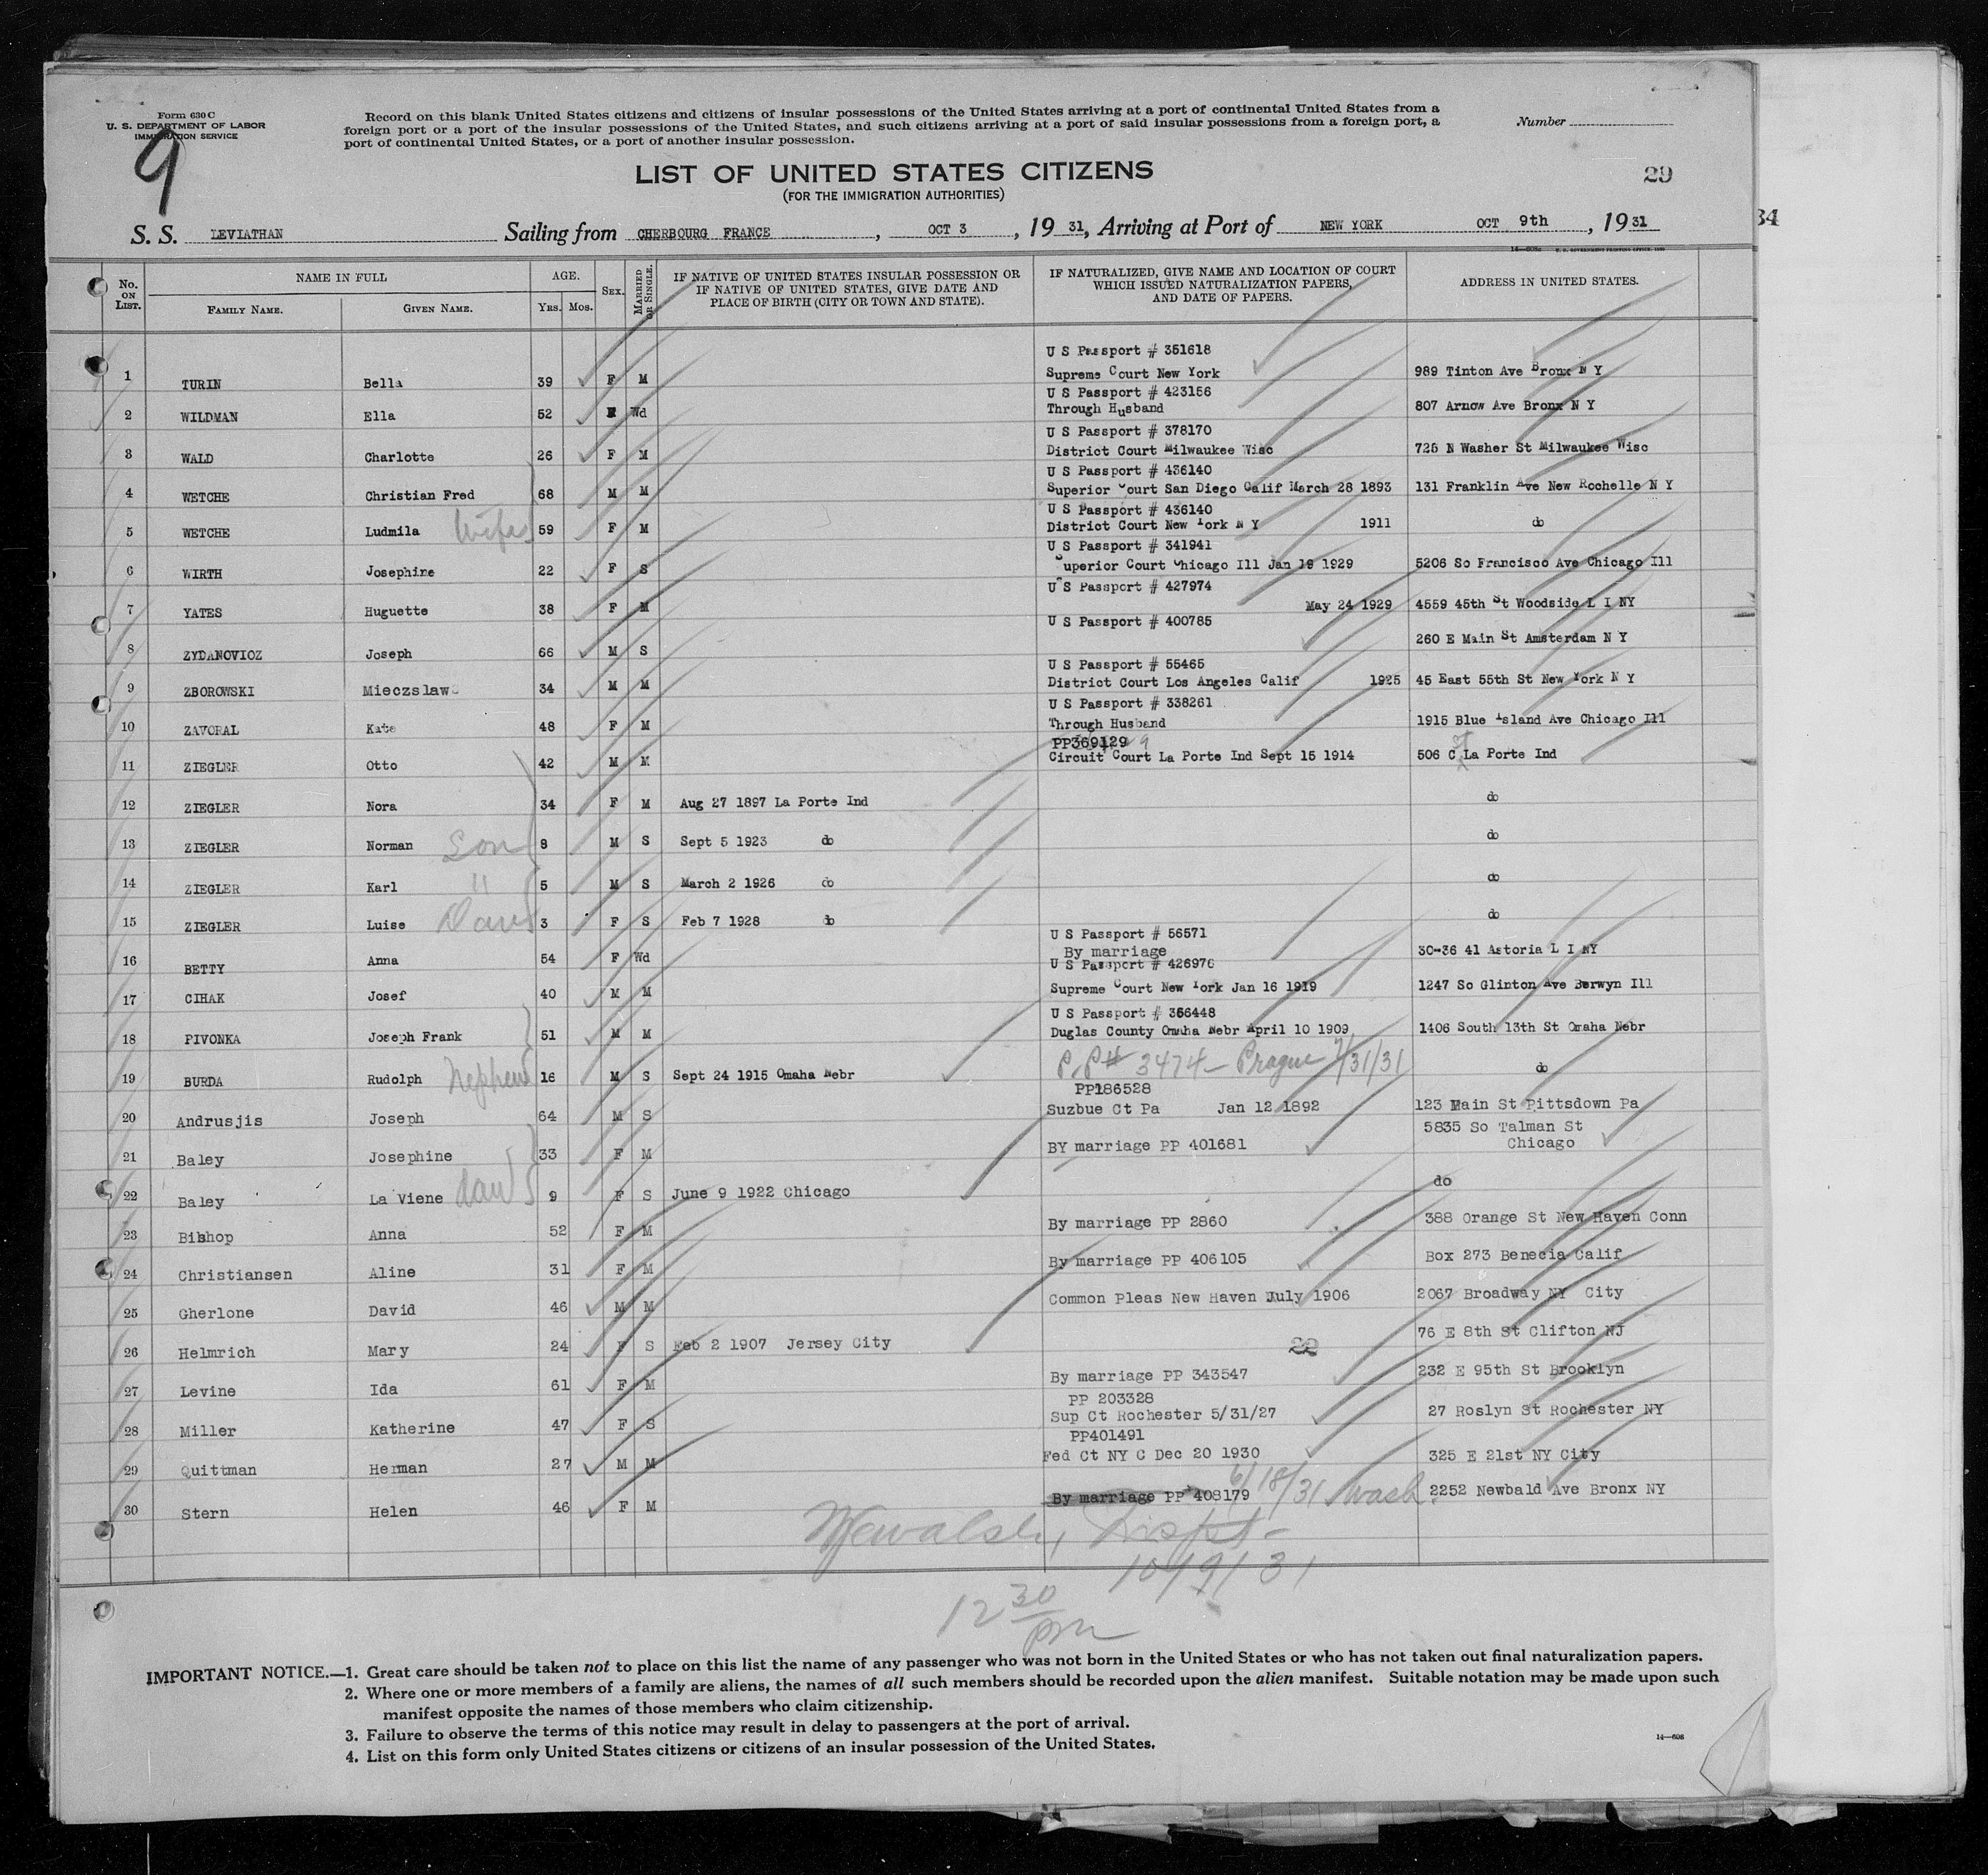 Form 630 C
U. S. DEPARTMENT OF LABOR
IMMIGRATION SERVICE
9
Record on this blank United States citizens and citizens of insular possessions of the United States arriving at a port of continental United States from a
foreign port or a port of the insular possessions of the United States, and such citizens arriving at a port of said insular possessions from a foreign port, a
port of continental United States, or a port of another insular possession.
Number
LIST OF UNITED STATES CITIZENS
(FOR THE IMMIGRATION AUTHORITIES)
29
S. S. LEVIATHAN Sailing from CHERBOURG FRANCE, OCT 3, 19 31, Arriving at Port of NEW YORK OCT 9th, 19 31
34
No. ON LIST. NAME IN FULL FAMILY NAME. GIVEN NAME. AGE. YRS. MOS. SEX. MARRIED OR SINGLE. IF NATIVE OF UNITED STATES INSULAR POSSESSION OR IF NATIVE OF UNITED STATES, GIVE DATE AND PLACE OF BIRTH (CITY OR TOWN AND STATE). IF NATURALIZED, GIVE NAME AND LOCATION OF COURT WHICH ISSUED NATURALIZATION PAPERS, AND DATE OF PAPERS. ADDRESS IN UNITED STATES.
U S Passport # 351618
1 TURIN Bella 39 F M Supreme Court New York 989 Tinton Ave Bronx N Y
U S Passport # 423156
2 WILDMAN Ella 52 F Wd Through Husband 807 Arnow Ave Bronx N Y
U S Passport # 378170
3 WALD Charlotte 26 F M District Court Milwaukee Wisc 725 N Washer St Milwaukee Wisc
U S Passport # 436140
4 WETCHE Christian Fred 68 M M Superior Court San Diego Calif March 28 1893 131 Franklin Ave New Rochelle N Y
U S Passport # 436140
5 WETCHE Ludmila wife 59 F M District Court New York N Y 1911 do
U S Passport # 341941
6 WIRTH Josephine 22 F S Superior Court Chicago Ill Jan 19 1929 5206 So Francisco Ave Chicago Ill
U S Passport # 427974
7 YATES Huguette 38 F M May 24 1929 4559 45th St Woodside L I NY
U S Passport # 400785
8 ZYDANOVIOZ Joseph 66 M S 260 E Main St Amsterdam N Y
U S Passport # 55465
9 ZBOROWSKI Mieczslaw 34 M M District Court Los Angeles Calif 1925 45 East 55th St New York N Y
U S Passport # 338261
10 ZAVORAL Kate 48 F M Through Husband 1915 Blue Island Ave Chicago Ill
PP369129
11 ZIEGLER Otto 42 M M Circuit Court La Porte Ind Sept 15 1914 506 C La Porte Ind
12 ZIEGLER Nora 34 F M Aug 27 1897 La Porte Ind do
13 ZIEGLER Norman son 8 M S Sept 5 1923 do do
14 ZIEGLER Karl " 5 M S March 2 1926 do do
15 ZIEGLER Luise Dau 3 F S Feb 7 1928 do do
U S Passport # 56571
16 BETTY Anna 54 F Wd By marriage 30-36 41 Astoria L I NY
U S Passport # 426976
17 CIHAK Josef 40 M M Supreme Court New York Jan 16 1919 1247 So Glinton Ave Berwyn Ill
U S Passport # 366448
18 PIVONKA Joseph Frank 51 M M Duglas County Omaha Nebr April 10 1909 1406 South 13th St Omaha Nebr
19 BURDA Rudolph Nephew 16 M S Sept 24 1915 Omaha Nebr P.P# 3474 - Prague 7/31/31 do
PP186528
20 Andrusjis Joseph 64 M S Suzbue Ct Pa Jan 12 1892 123 Main St Pittsdown Pa
21 Baley Josephine 33 F M BY marriage PP 401681 5835 So Talman St
Chicago
22 Baley La Viene dau 9 F S June 9 1922 Chicago do
23 Bishop Anna 52 F M By marriage PP 2860 388 Orange St New Haven Conn
24 Christiansen Aline 31 F M By marriage PP 406105 Box 273 Benecia Calif
25 Gherlone David 46 M M Common Pleas New Haven July 1906 2067 Broadway NY City
26 Helmrich Mary 24 F S Feb 2 1907 Jersey City 22 76 E 8th St Clifton NJ
27 Levine Ida 61 F M By marriage PP 343547 232 E 95th St Brooklyn
PP 203328
28 Miller Katherine 47 F S Sup Ct Rochester 5/31/27 27 Roslyn St Rochester NY
PP401491
29 Quittman Herman 27 M M Fed Ct NY C Dec 20 1930 325 E 21st NY City
30 Stern Helen 46 F M By marriage PP 408179 6/18/31 Wash. 2252 Newbald Ave Bronx NY
10/9/31
12 30 pm
IMPORTANT NOTICE.—1. Great care should be taken not to place on this list the name of any passenger who was not born in the United States or who has not taken out final naturalization papers.
2. Where one or more members of a family are aliens, the names of all such members should be recorded upon the alien manifest. Suitable notation may be made upon such
manifest opposite the names of those members who claim citizenship.
3. Failure to observe the terms of this notice may result in delay to passengers at the port of arrival.
4. List on this form only United States citizens or citizens of an insular possession of the United States.
14—608